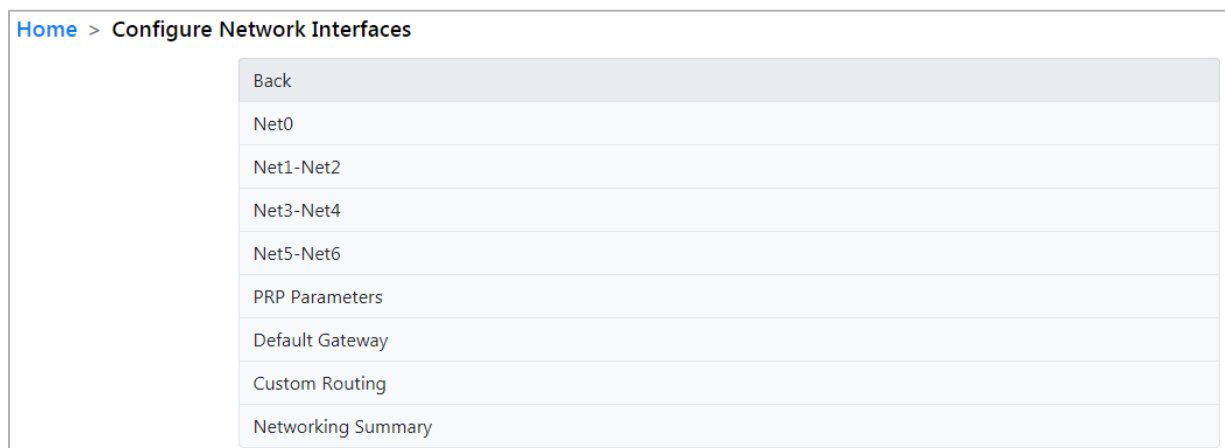 Home > Configure Network Interfaces
Back
Net0
Net1-Net2
Net3-Net4
Net5-Net6
PRP Parameters
Default Gateway
Custom Routing
Networking Summary